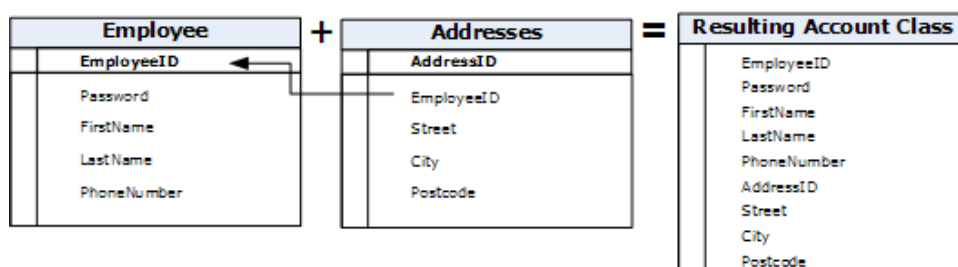 Employee
EmployeeID
Password
FirstName
LastName
PhoneNumber
+
Addresses
AddressID
EmployeeID
Street
City
Postcode
=
Resulting Account Class
EmployeeID
Password
FirstName
LastName
PhoneNumber
AddressID
Street
City
Postcode